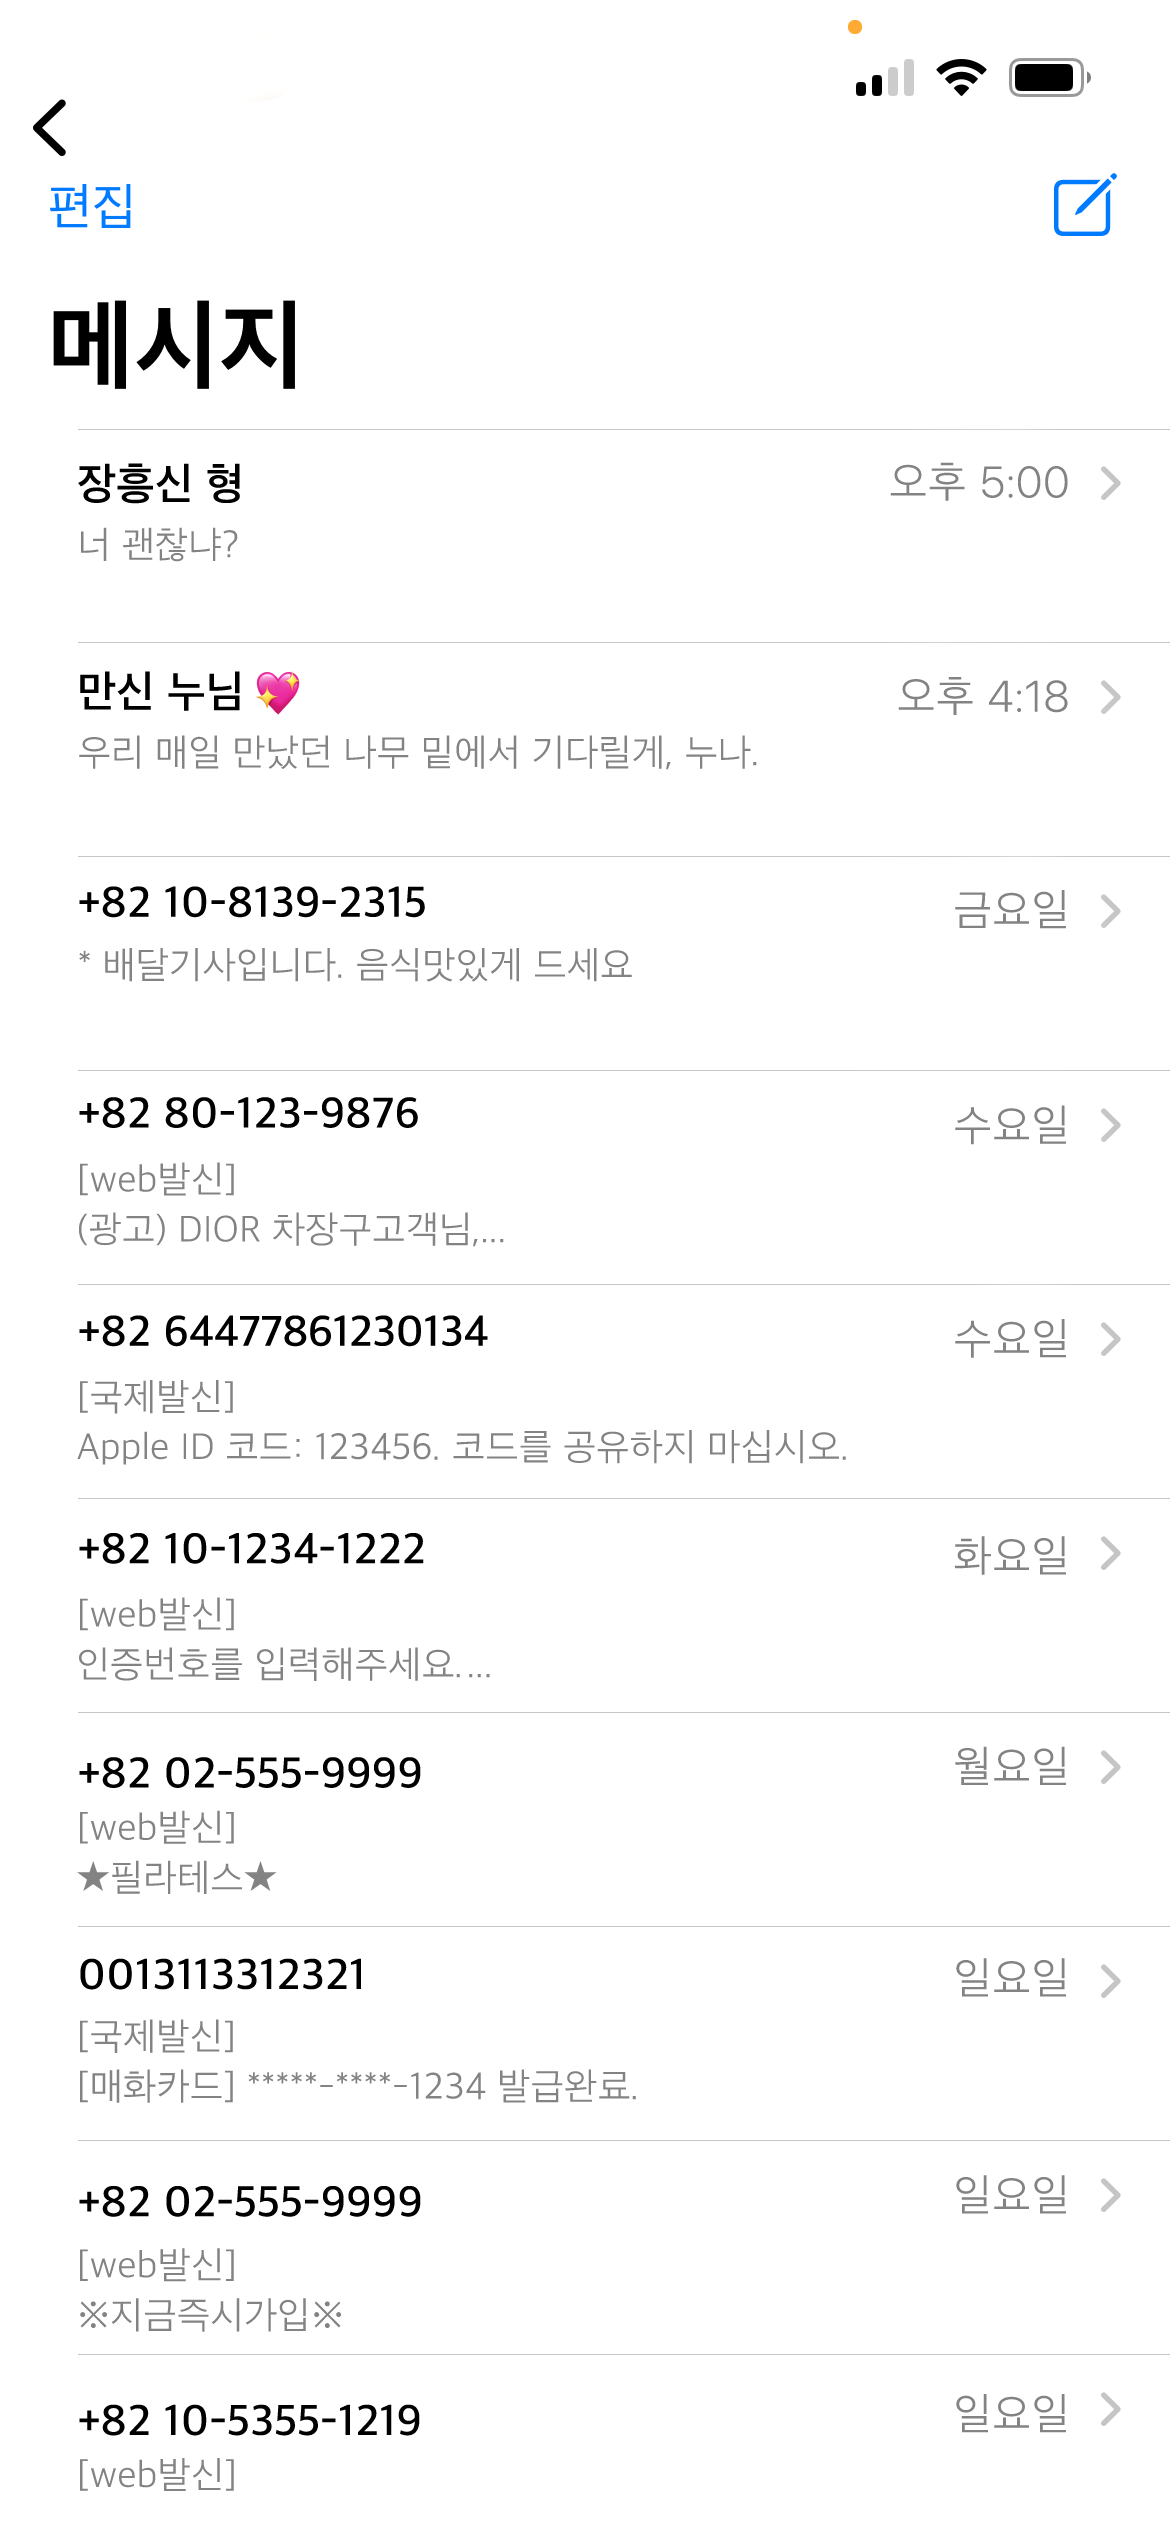 편집
메시지
장흥신 형
오후 5:00
너 괜찮냐?
만신 누님 💖
오후 4:18
우리 매일 만났던 나무 밑에서 기다릴게, 누나.
+82 10-8139-2315
금요일
* 배달기사입니다. 음식맛있게 드세요
+82 80-123-9876
수요일
[web발신]
(광고) DIOR 차장구고객님,...
+82 64477861230134
수요일
[국제발신]
Apple ID 코드: 123456. 코드를 공유하지 마십시오.
+82 10-1234-1222
화요일
[web발신]
인증번호를 입력해주세요. ...
+82 02-555-9999
월요일
[web발신]
★필라테스★
0013113312321
일요일
[국제발신]
[매화카드] *****-****-1234 발급완료.
+82 02-555-9999
일요일
[web발신]
※지금즉시가입※
+82 10-5355-1219
일요일
[web발신]